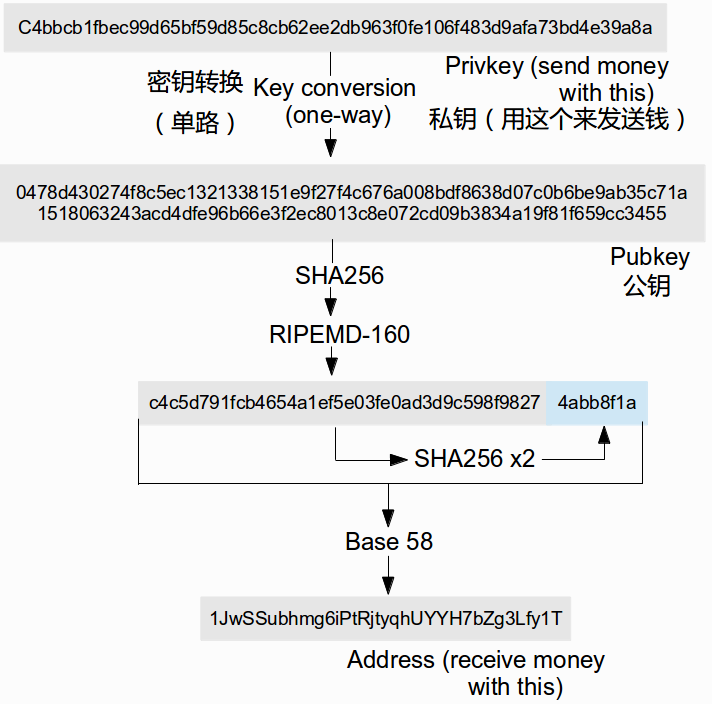 C4bbcb1fbec99d65bf59d85c8cb62ee2db963f0fe106f483d9afa73bd4e39a8a
密钥转换
（单路）
Key conversion
(one-way)
Privkey (send money
with this)
私钥（用这个来发送钱）
0478d430274f8c5ec1321338151e9f27f4c676a008bdf8638d07c0b6be9ab35c71a
1518063243acd4dfe96b66e3f2ec8013c8e072cd09b3834a19f81f659cc3455
Pubkey
公钥
SHA256
RIPEMD-160
c4c5d791fcb4654a1ef5e03fe0ad3d9c598f9827 4abb8f1a
SHA256 x2
Base 58
1JwSSubhmg6iPtRjtyqhUYYH7bZg3Lfy1T
Address (receive money
with this)